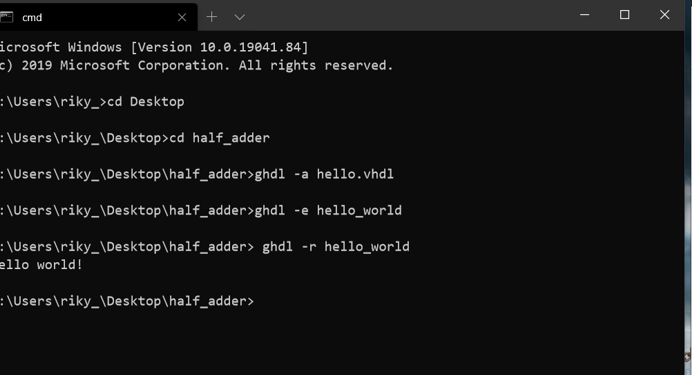 cmd
icrosoft Windows [Version 10.0.19041.84]
c) 2019 Microsoft Corporation. All rights reserved.
:\Users\riky_>cd Desktop
:\Users\riky_\Desktop>cd half_adder
:\Users\riky_\Desktop\half_adder>ghdl -a hello.vhdl
:\Users\riky_\Desktop\half_adder>ghdl -e hello_world
:\Users\riky_\Desktop\half_adder> ghdl -r hello_world
ello world!
:\Users\riky_\Desktop\half_adder>